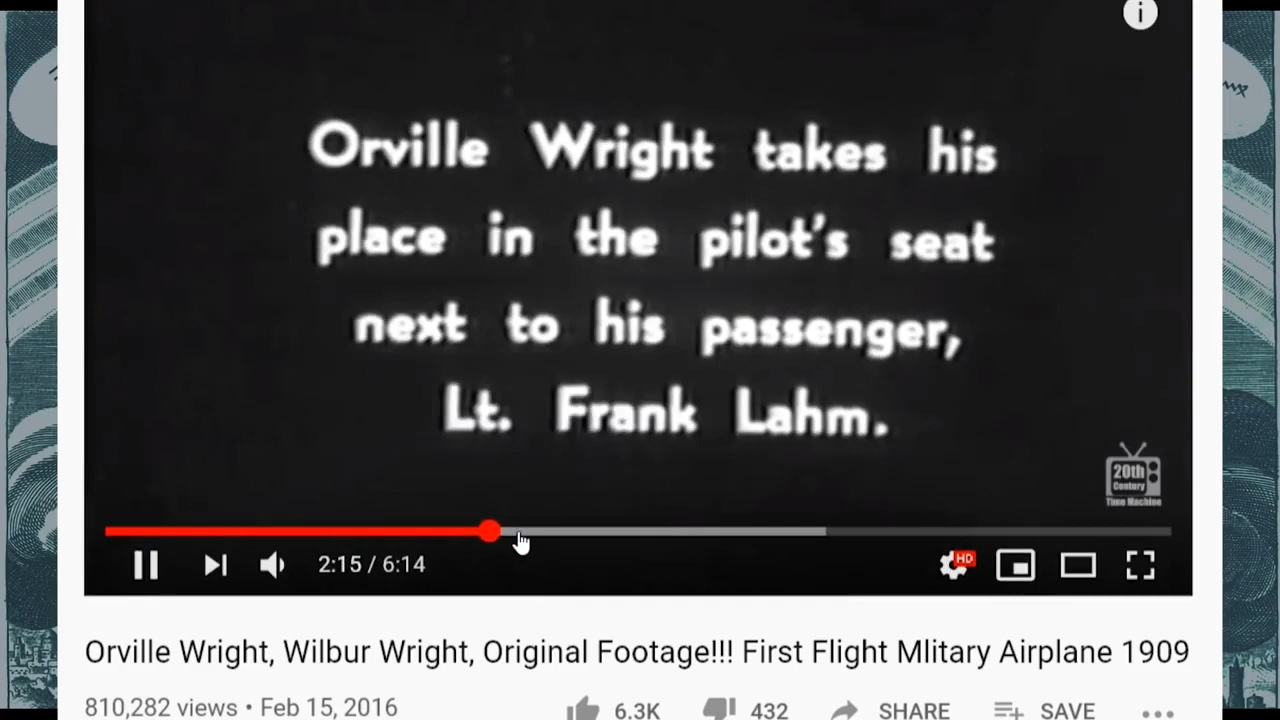 i
Orville Wright takes his
place in the pilot's seat
next to his passenger,
Lt. Frank Lahm.
20th
Century
Time Machine
HD
2:15 / 6:14
Orville Wright, Wilbur Wright, Original Footage!!! First Flight Mlitary Airplane 1909
810,282 views • Feb 15, 2016
6.3K
432
SHARE
SAVE